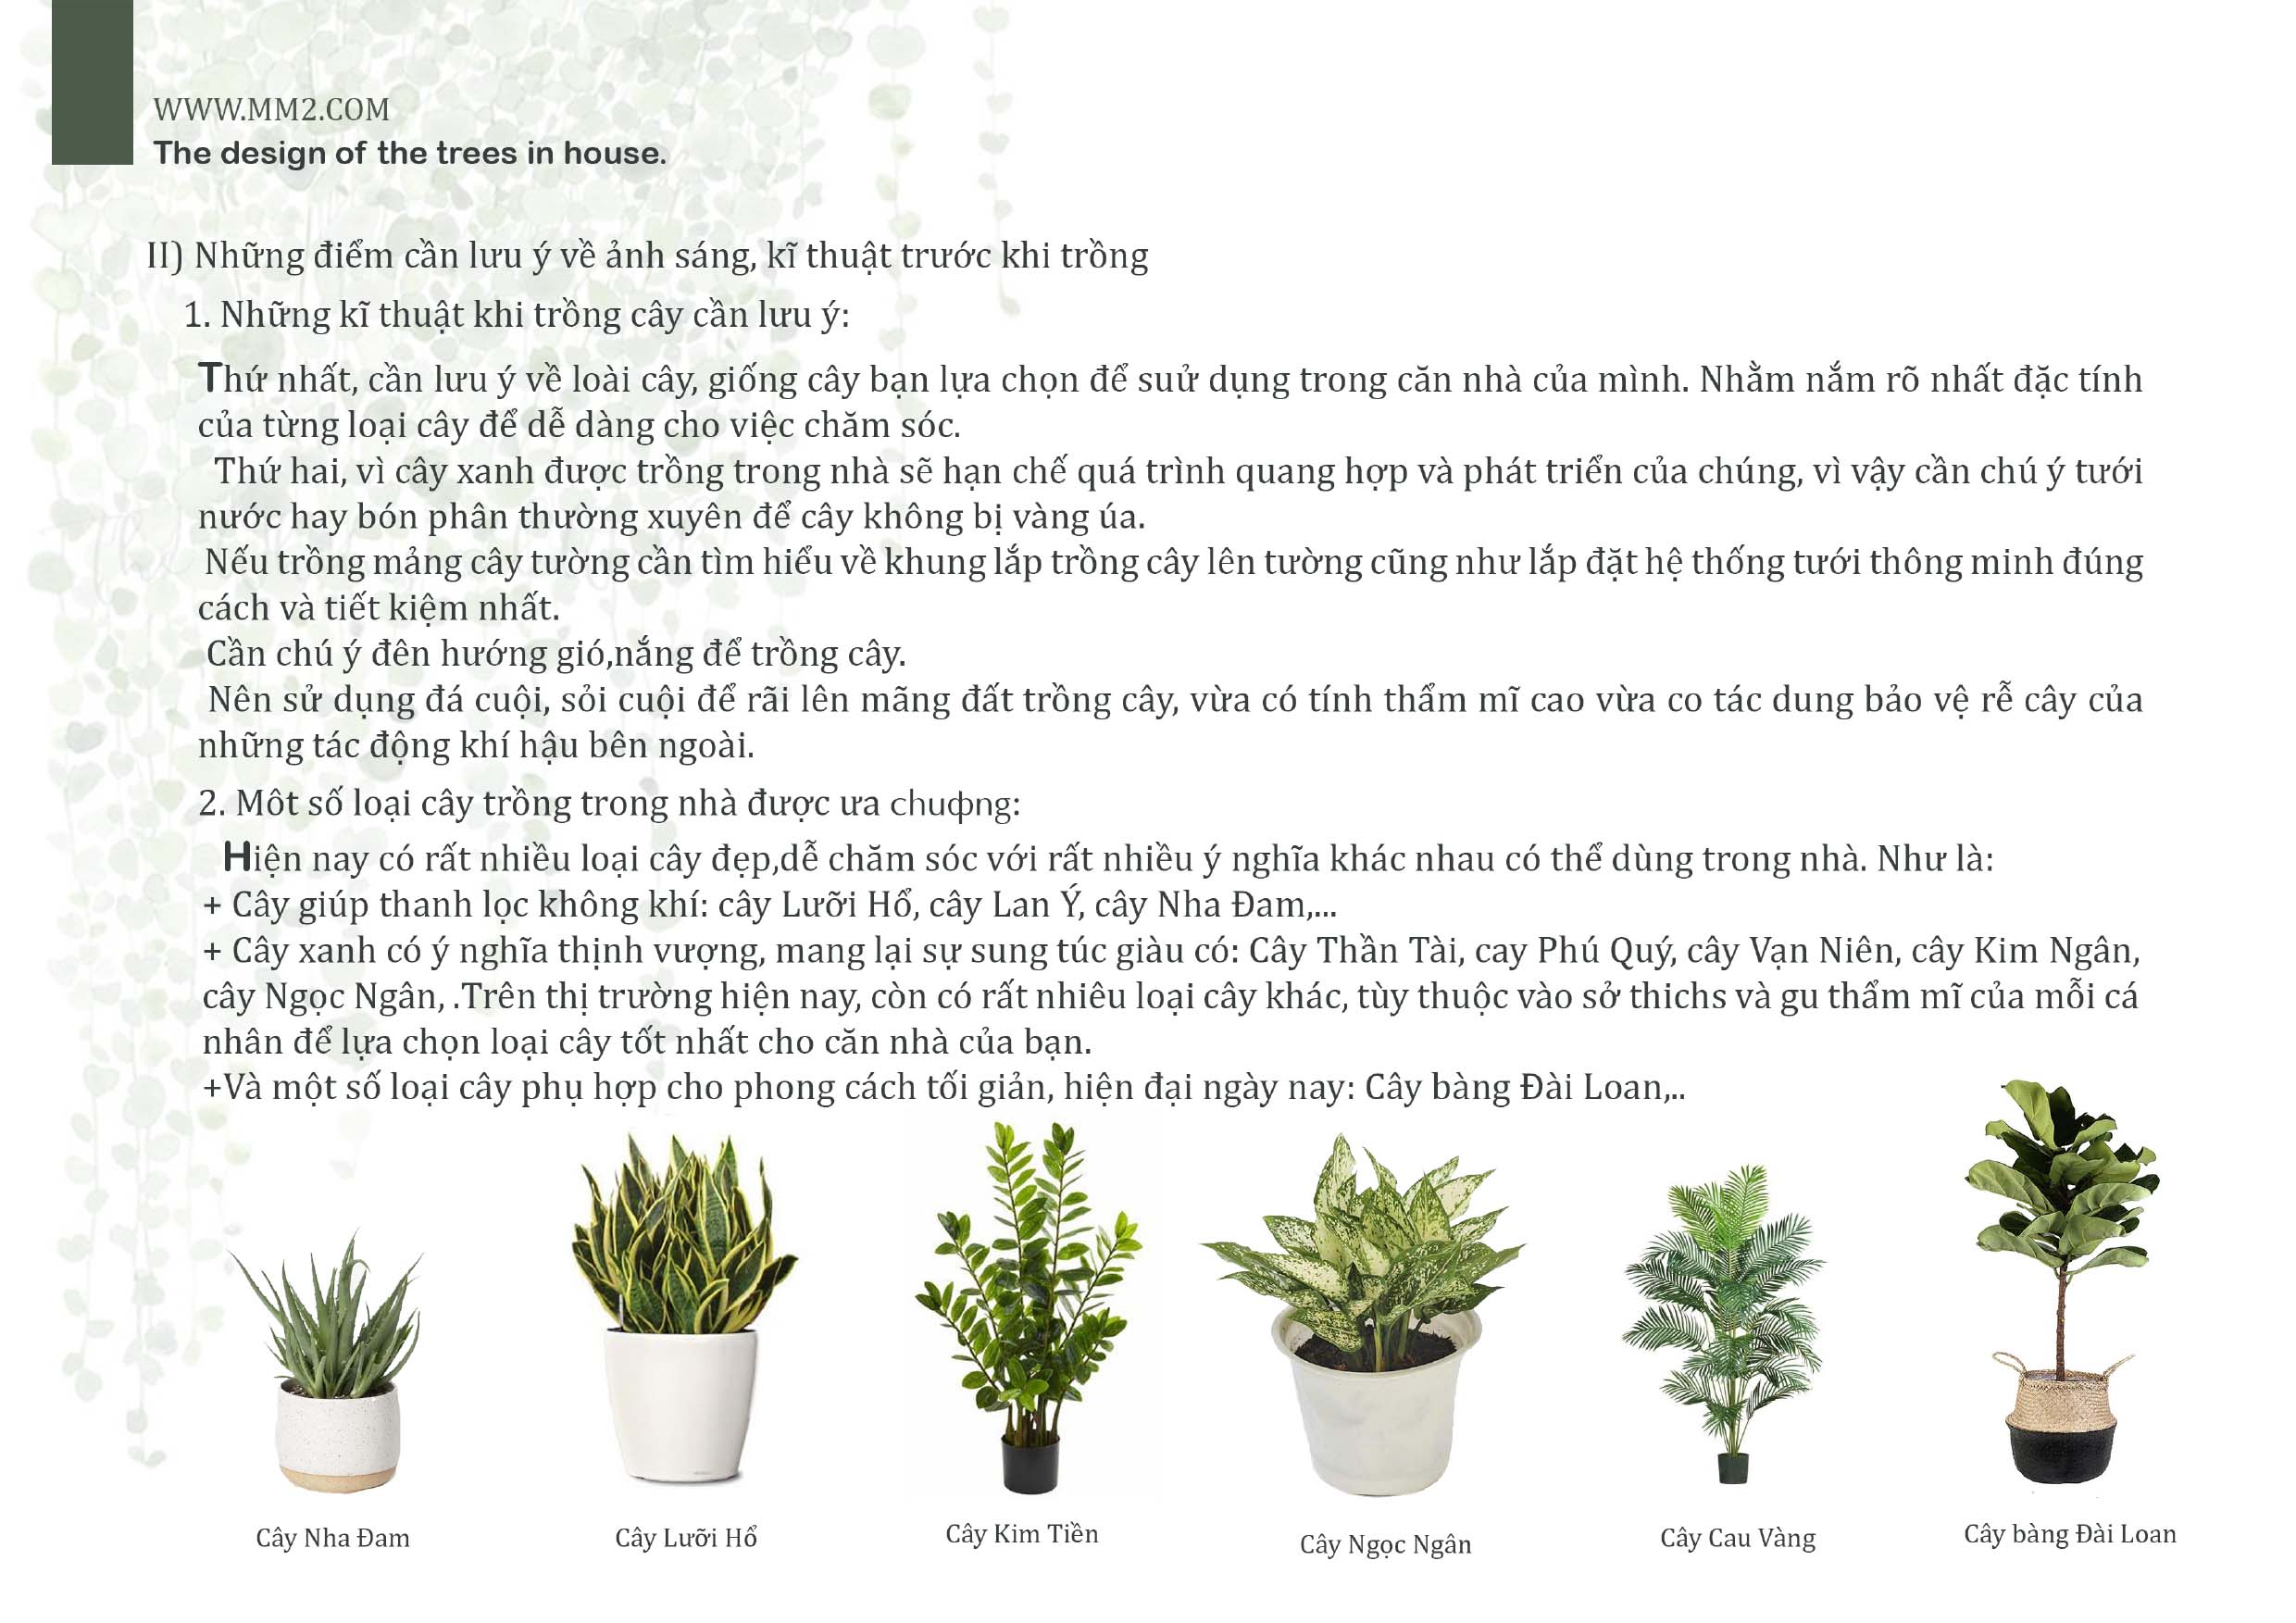 WWW.MM2.COM
The design of the trees in house.
II) Những điểm cần lưu ý về ảnh sáng, kĩ thuật trước khi trồng
1. Những kĩ thuật khi trồng cây cần lưu ý:
Thứ nhất, cần lưu ý về loài cây, giống cây bạn lựa chọn để suử dụng trong căn nhà của mình. Nhằm nắm rõ nhất đặc tính
của từng loại cây để dễ dàng cho việc chăm sóc.
Thứ hai, vì cây xanh được trồng trong nhà sẽ hạn chế quá trình quang hợp và phát triển của chúng, vì vậy cần chú ý tưới
nước hay bón phân thường xuyên để cây không bị vàng úa.
Nếu trồng mảng cây tường cần tìm hiểu về khung lắp trồng cây lên tường cũng như lắp đặt hệ thống tưới thông minh đúng
cách và tiết kiệm nhất.
Cần chú ý đên hướng gió,nắng để trồng cây.
Nên sử dụng đá cuội, sỏi cuội để rãi lên mãng đất trồng cây, vừa có tính thẩm mĩ cao vừa co tác dung bảo vệ rễ cây của
những tác động khí hậu bên ngoài.
2. Môt số loại cây trồng trong nhà được ưa chuộng:
Hiện nay có rất nhiều loại cây đẹp,dễ chăm sóc với rất nhiều ý nghĩa khác nhau có thể dùng trong nhà. Như là:
+ Cây giúp thanh lọc không khí: cây Lưỡi Hổ, cây Lan Ý, cây Nha Đam,...
+ Cây xanh có ý nghĩa thịnh vượng, mang lại sự sung túc giàu có: Cây Thần Tài, cay Phú Quý, cây Vạn Niên, cây Kim Ngân,
cây Ngọc Ngân, .Trên thị trường hiện nay, còn có rất nhiêu loại cây khác, tùy thuộc vào sở thichs và gu thẩm mĩ của mỗi cá
nhân để lựa chọn loại cây tốt nhất cho căn nhà của bạn.
+Và một số loại cây phụ hợp cho phong cách tối giản, hiện đại ngày nay: Cây bàng Đài Loan,..
Cây Nha Đam
Cây Lưỡi Hổ
Cây Kim Tiền
Cây Ngọc Ngân
Cây Cau Vàng
Cây bàng Đài Loan